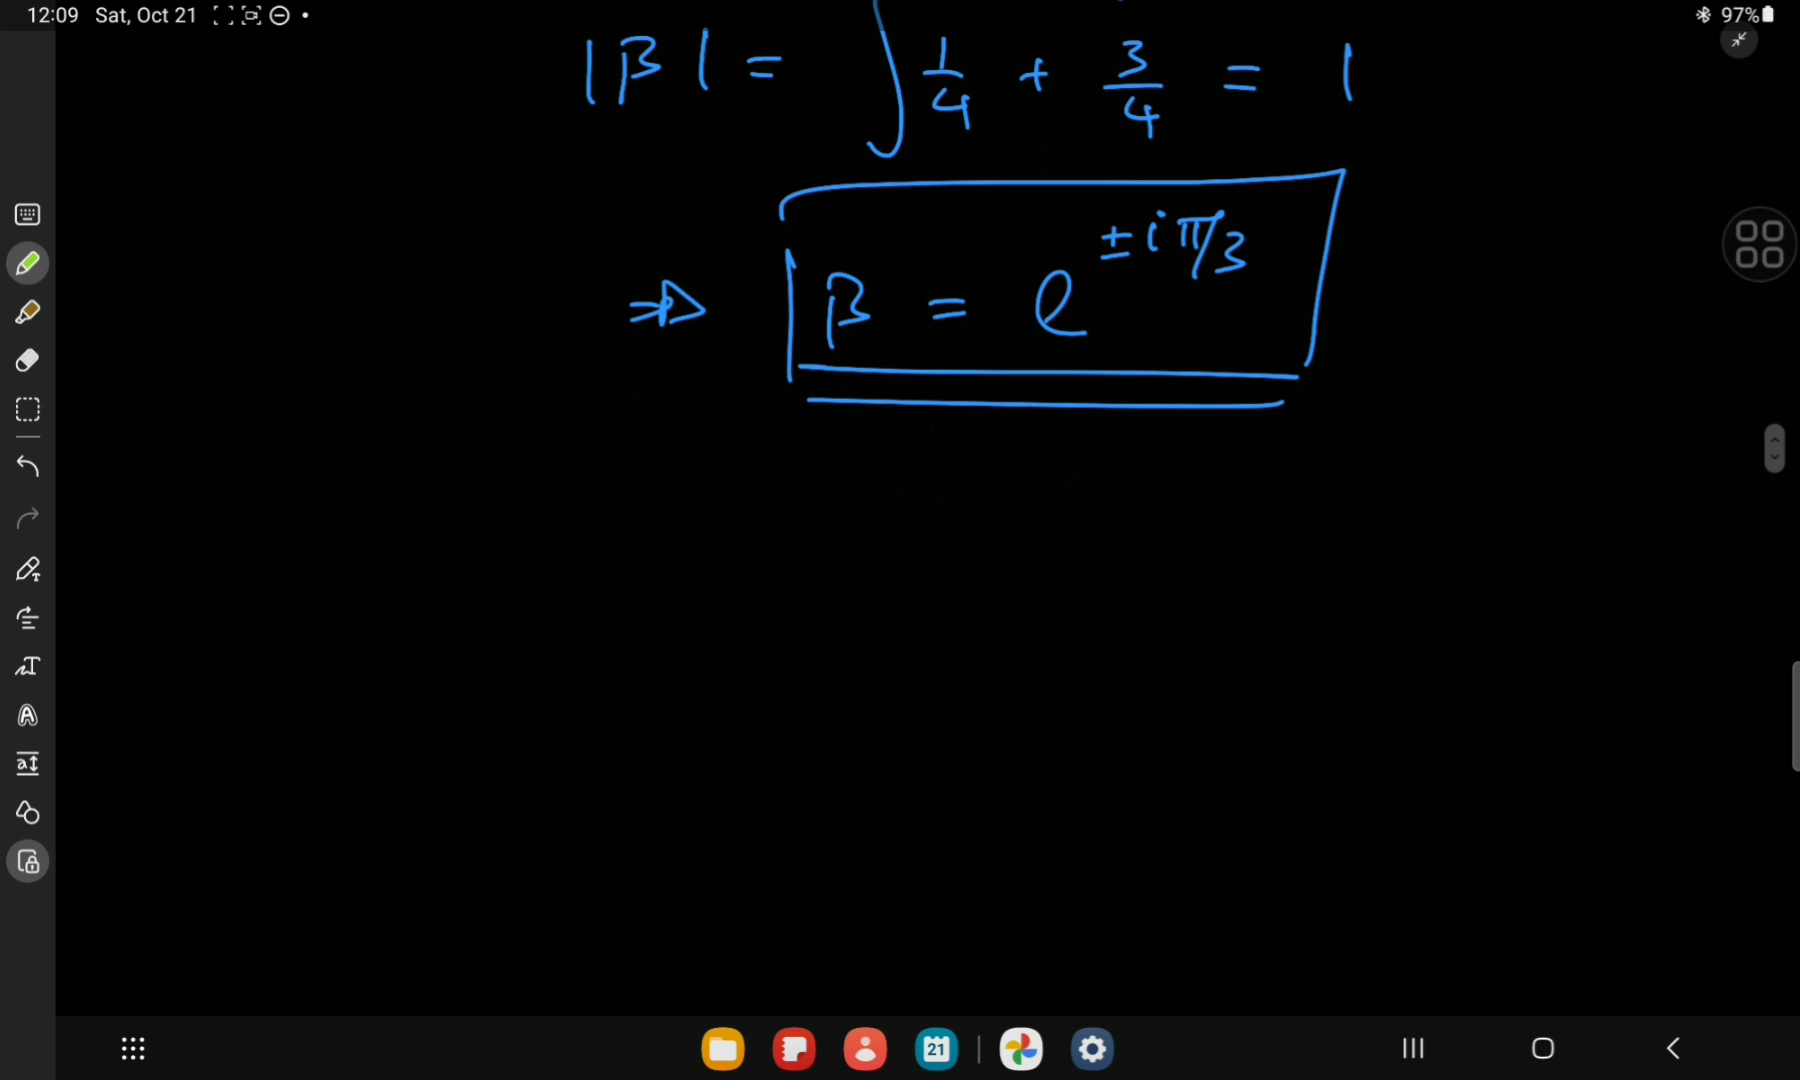 12:09 Sat, Oct 21 97%
|β| = √ 1/4 + 3/4 = 1
⇒ β = e^{±iπ/3}
21